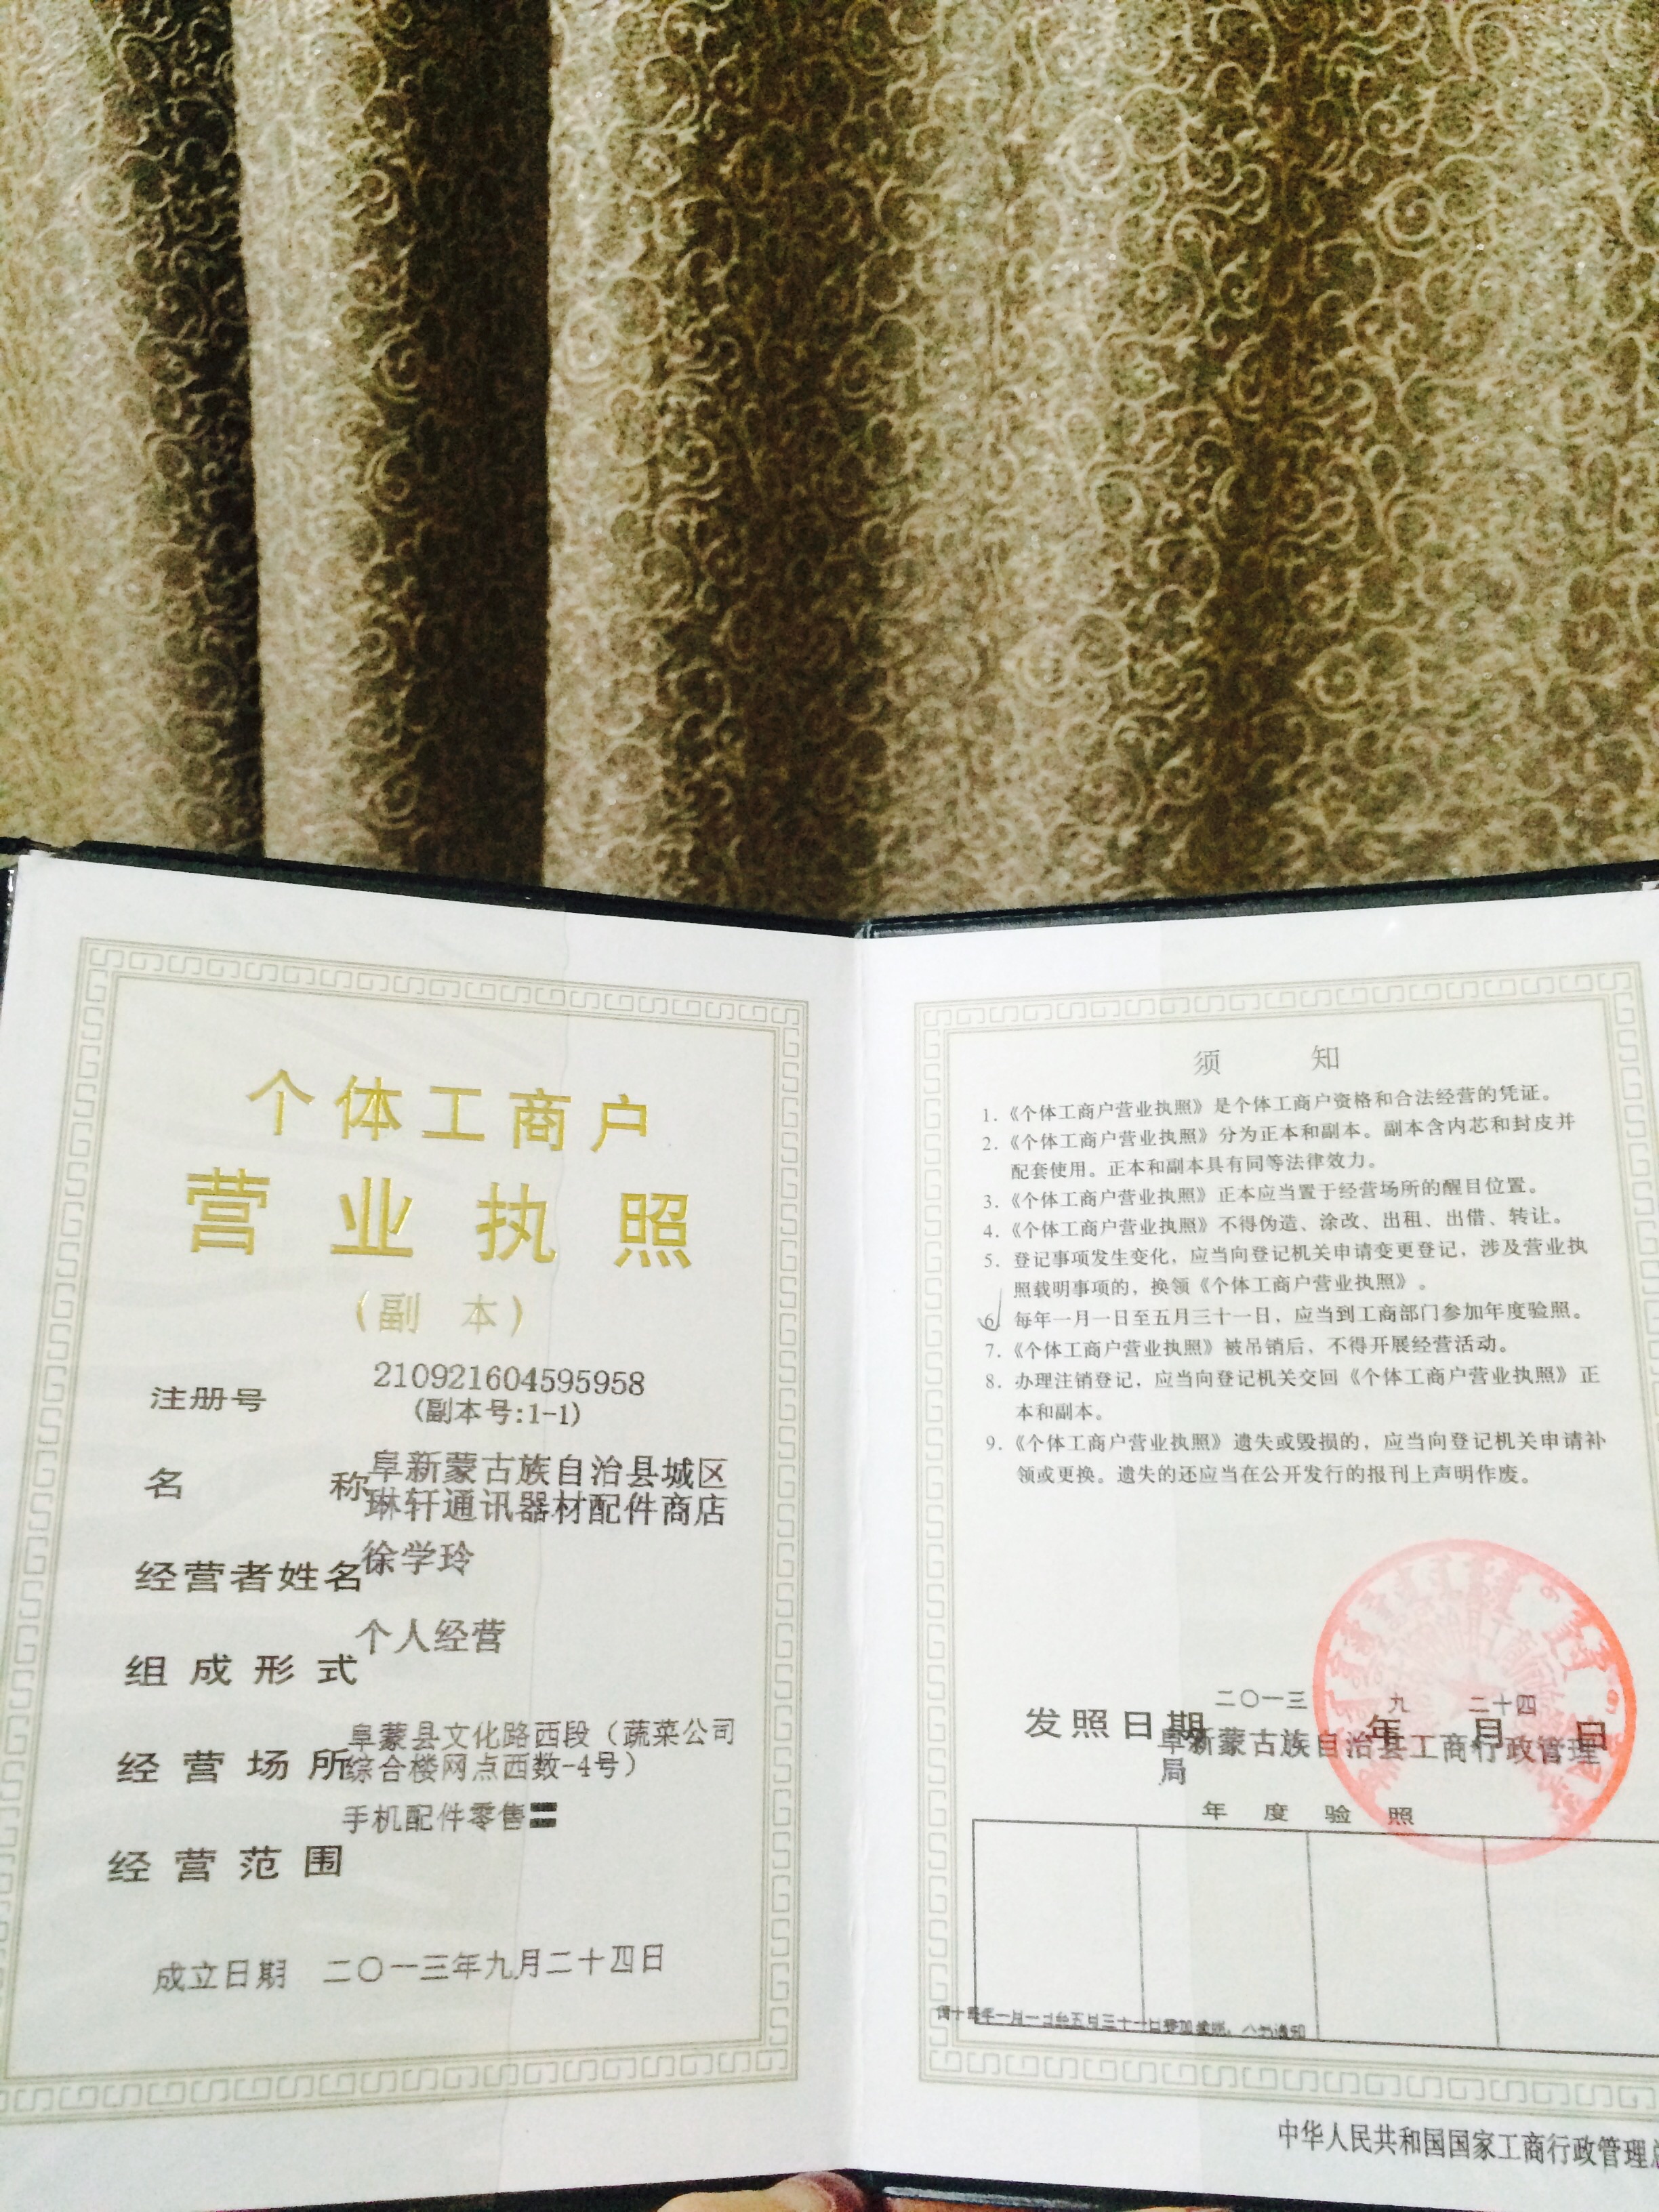 个体工商户
营业执照
(副 本)
注册号 210921604595958
(副本号:1-1)
名 称 阜新蒙古族自治县城区
琳轩通讯器材配件商店
经营者姓名 徐学玲
组成形式 个人经营
经营场所 阜蒙县文化路西段（蔬菜公司
综合楼网点西数-4号）
经营范围 手机配件零售
成立日期 二〇一三年九月二十四日
须 知
1.《个体工商户营业执照》是个体工商户资格和合法经营的凭证。
2.《个体工商户营业执照》分为正本和副本。副本含内芯和封皮并
配套使用。正本和副本具有同等法律效力。
3.《个体工商户营业执照》正本应当置于经营场所的醒目位置。
4.《个体工商户营业执照》不得伪造、涂改、出租、出借、转让。
5. 登记事项发生变化，应当向登记机关申请变更登记，涉及营业执
照载明事项的，换领《个体工商户营业执照》。
6. 每年一月一日至五月三十一日，应当到工商部门参加年度验照。
7.《个体工商户营业执照》被吊销后，不得开展经营活动。
8. 办理注销登记，应当向登记机关交回《个体工商户营业执照》正
本和副本。
9.《个体工商户营业执照》遗失或毁损的，应当向登记机关申请补
领或更换。遗失的还应当在公开发行的报刊上声明作废。
发照日期 二〇一三年 九月 二十四日
阜新蒙古族自治县工商行政管理
局
年度验照
年一月一日至五月三十一日参加
中华人民共和国国家工商行政管理